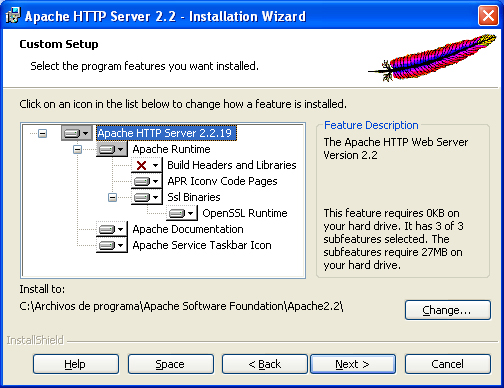 Apache HTTP Server 2.2 - Installation Wizard
Custom Setup
Select the program features you want installed.
Click on an icon in the list below to change how a feature is installed.
Apache HTTP Server 2.2.19
Apache Runtime
Build Headers and Libraries
APR Iconv Code Pages
Ssl Binaries
OpenSSL Runtime
Apache Documentation
Apache Service Taskbar Icon
Feature Description
The Apache HTTP Web Server
Version 2.2
This feature requires 0KB on
your hard drive. It has 3 of 3
subfeatures selected. The
subfeatures require 27MB on
your hard drive.
Install to:
C:\Archivos de programa\Apache Software Foundation\Apache2.2\
Change...
InstallShield
Help
Space
< Back
Next >
Cancel